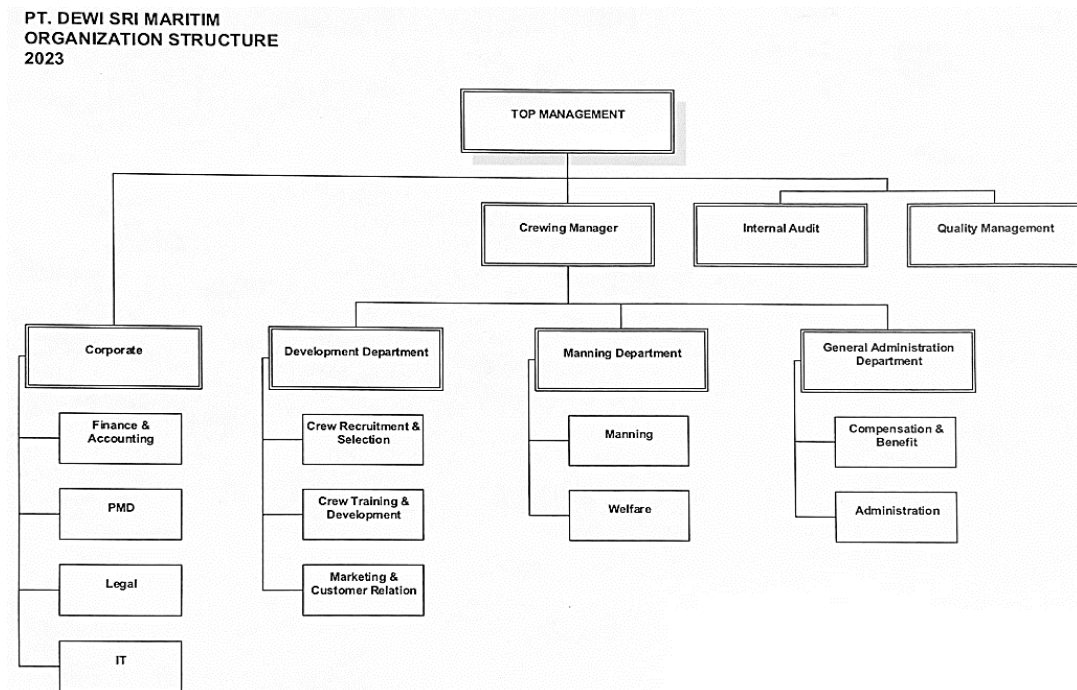 PT. DEWI SRI MARITIM
ORGANIZATION STRUCTURE
2023
TOP MANAGEMENT
Crewing Manager
Internal Audit
Quality Management
Corporate
Development Department
Manning Department
General Administration
Department
Finance &
Accounting
PMD
Legal
IT
Crew Recruitment &
Selection
Crew Training &
Development
Marketing &
Customer Relation
Manning
Welfare
Compensation &
Benefit
Administration